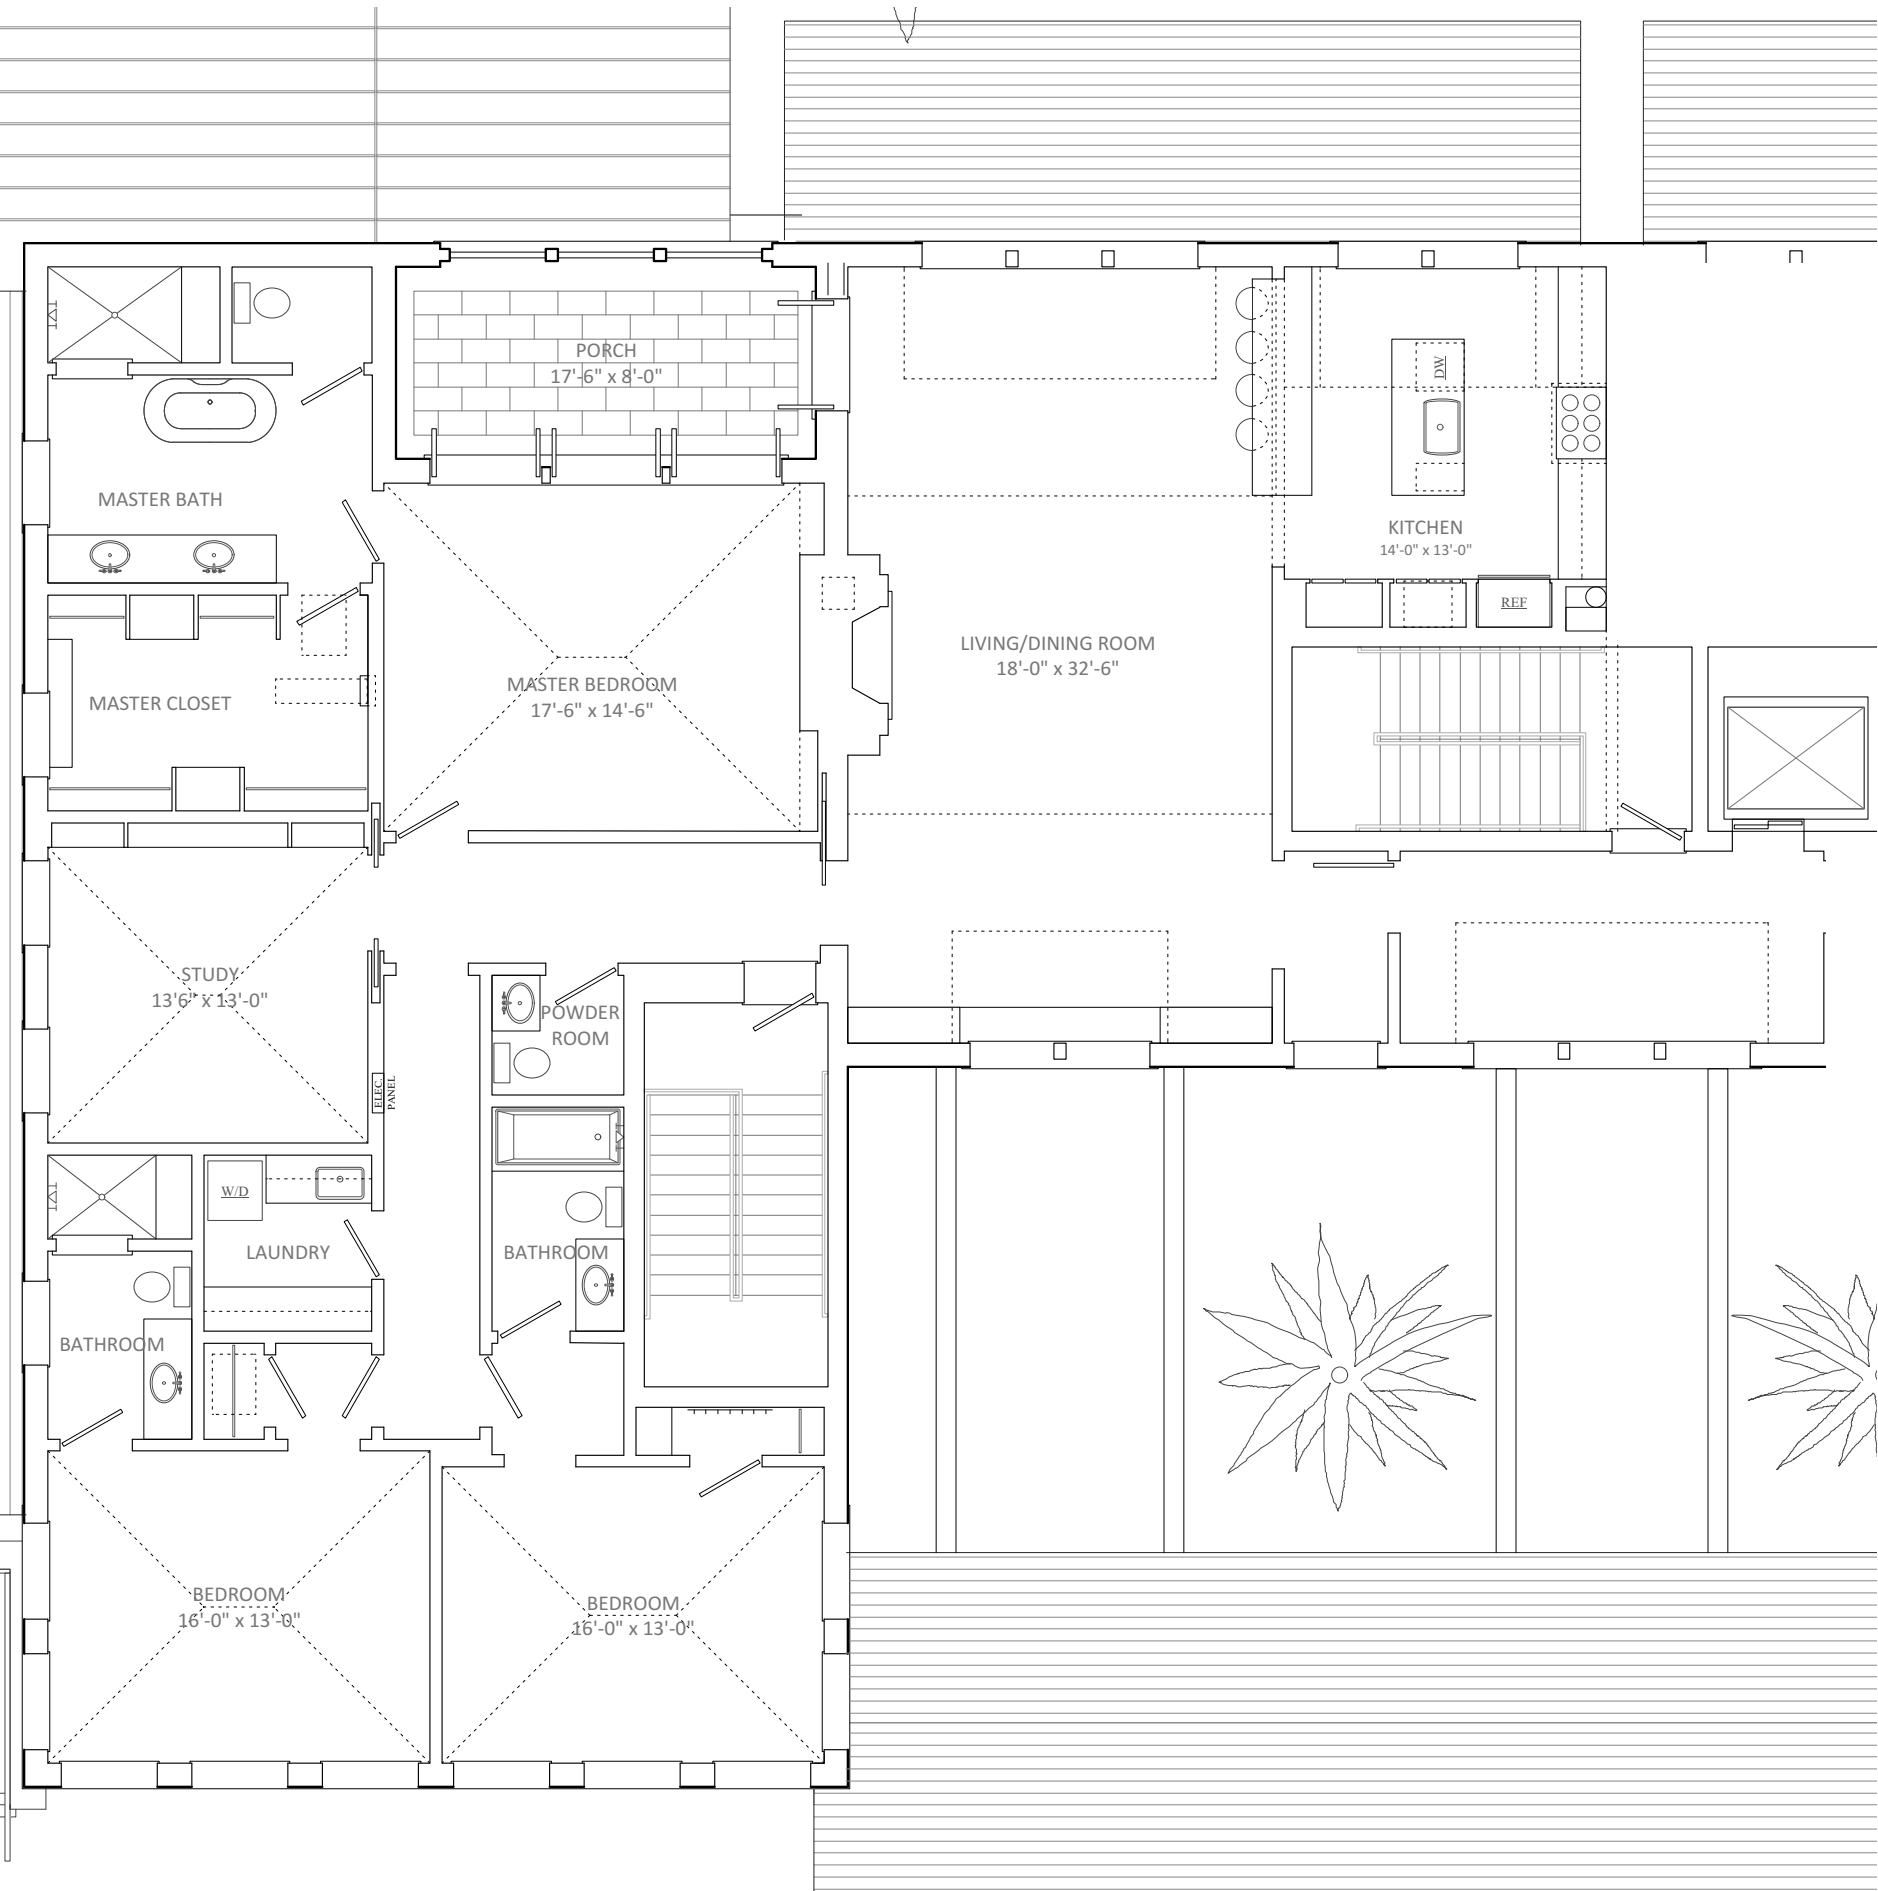 PORCH
17'-6" x 8'-0"
DW
MASTER BATH
KITCHEN
14'-0" x 13'-0"
REF
LIVING/DINING ROOM
18'-0" x 32'-6"
MASTER BEDROOM
17'-6" x 14'-6"
MASTER CLOSET
STUDY
13'6" x 13'-0"
POWDER
ROOM
ELEC.
PANEL
W/D
LAUNDRY
BATHROOM
BATHROOM
BEDROOM
16'-0" x 13'-0"
BEDROOM
16'-0" x 13'-0"